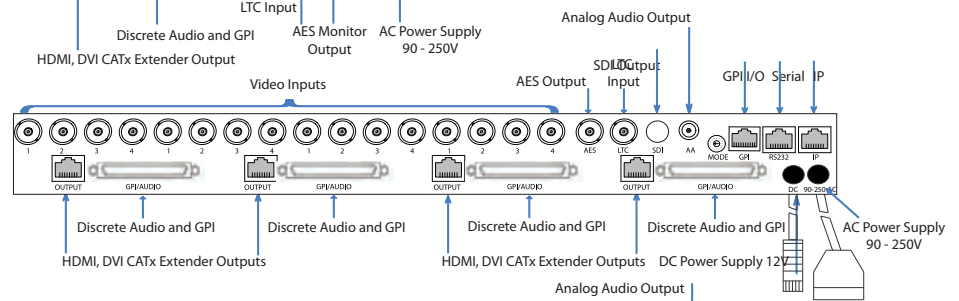 LTC Input
Discrete Audio and GPI
AES Monitor
Output
AC Power Supply
90 - 250V
HDMI, DVI CATx Extender Output
Analog Audio Output
Video Inputs
AES Output
SDI Output
LTC
Input
GPI I/O
Serial
IP
1 2 3 4 1 2 3 4 1 2 3 4 1 2 3 4 AES LTC SDI AA MODE GPI RS232 IP
OUTPUT GPI/AUDIO OUTPUT GPI/AUDIO OUTPUT GPI/AUDIO OUTPUT GPI/AUDIO DC 90-250vAC
Discrete Audio and GPI
Discrete Audio and GPI
Discrete Audio and GPI
Discrete Audio and GPI
AC Power Supply
90 - 250V
HDMI, DVI CATx Extender Outputs
HDMI, DVI CATx Extender Outputs
DC Power Supply 12V
Analog Audio Output